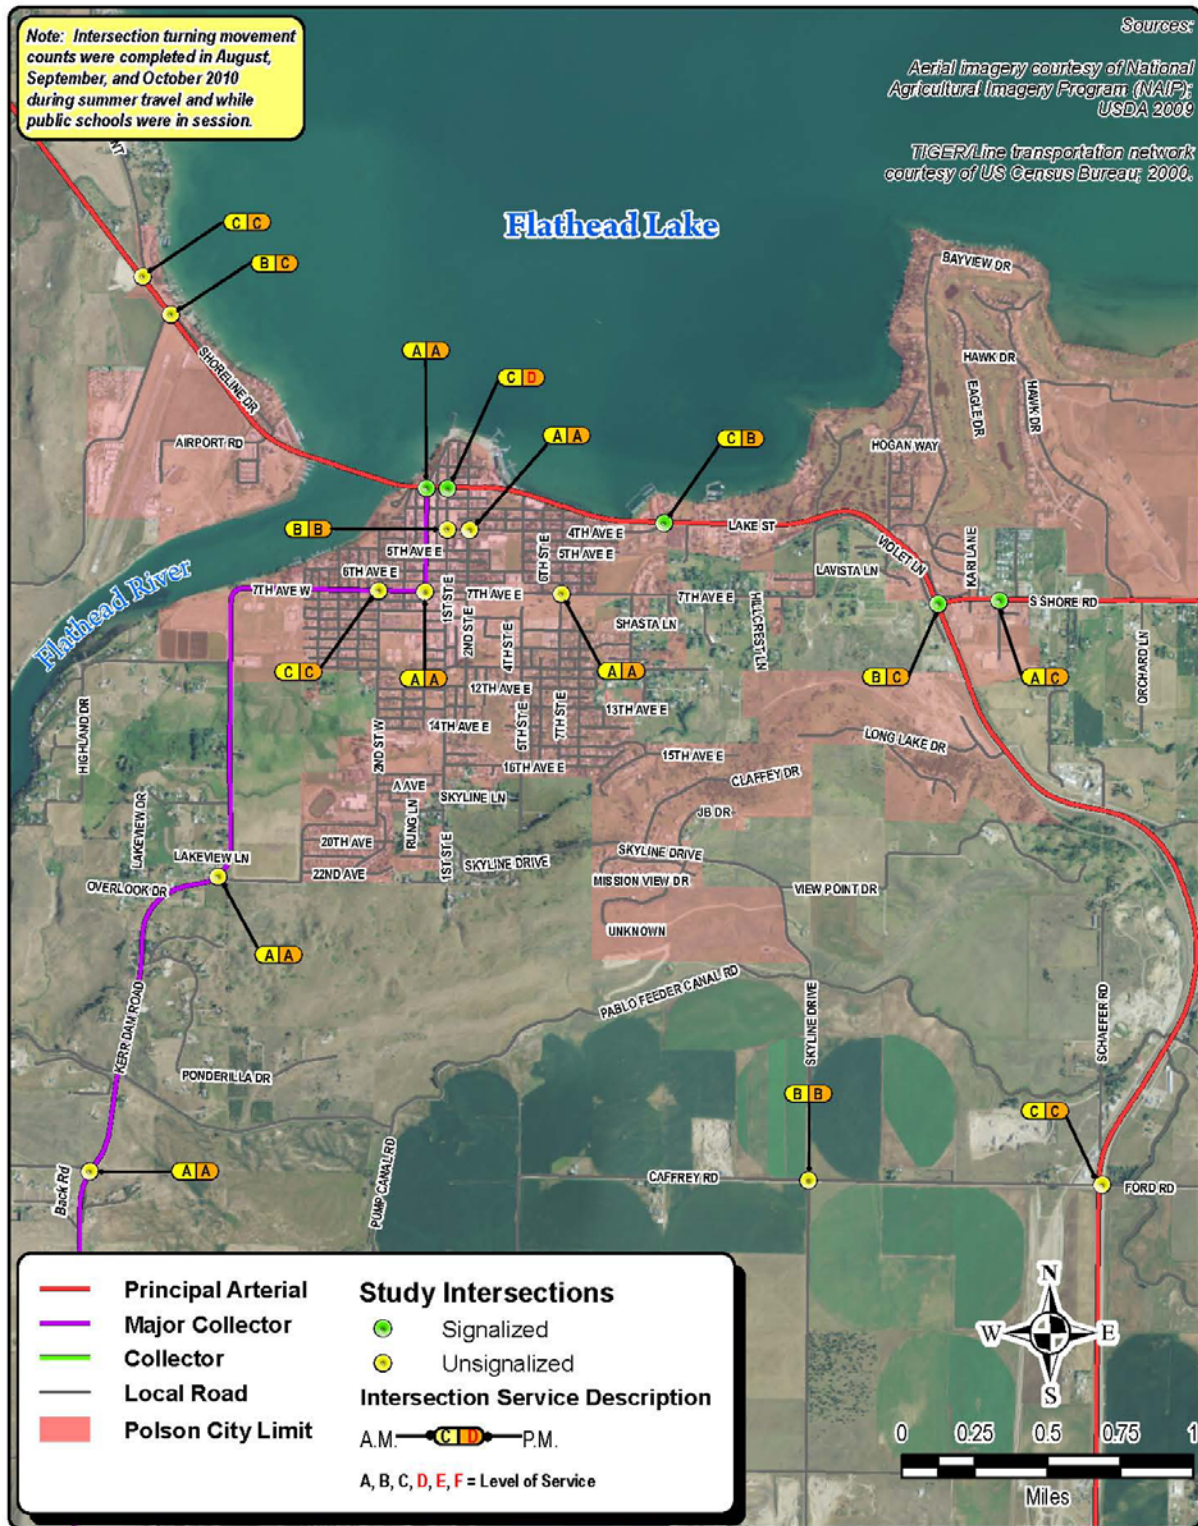 Note: Intersection turning movement
counts were completed in August,
September, and October 2010
during summer travel and while
public schools were in session.
Sources:
Aerial imagery courtesy of National
Agricultural Imagery Program (NAIP);
USDA 2009
TIGER/Line transportation network
courtesy of US Census Bureau; 2000.
Flathead Lake
C C
B C
SHORELINE DR
AIRPORT RD
BAYVIEW DR
HAWK DR
EAGLE DR
HAWK DR
HOGAN WAY
A A
C D
A A
C B
B B
4TH AVE E
LAKE ST
5TH AVE E
5TH AVE E
6TH ST E
VIOLET LN
KARI LANE
6TH AVE E
LAVISTA LN
Flathead River
7TH AVE W
1ST ST E
7TH AVE E
7TH AVE E
S SHORE RD
2ND ST E
4TH ST E
SHASTA LN
HILLCREST LN
ORCHARD LN
C C
A A
A A
B C
A C
12TH AVE E
13TH AVE E
HIGHLAND DR
2ND ST W
14TH AVE E
5TH ST E
7TH ST E
LONG LAKE DR
15TH AVE E
16TH AVE E
CLAFFEY DR
A AVE
SKYLINE LN
JB DR
LAKEVIEW DR
RUNG LN
20TH AVE
1ST ST E
LAKEVIEW LN
SKYLINE DRIVE
SKYLINE DRIVE
22ND AVE
OVERLOOK DR
MISSION VIEW DR
VIEW POINT DR
UNKNOWN
A A
PABLO FEEDER CANAL RD
SKYLINE DRIVE
SCHAEFER RD
KERR DAM ROAD
PONDERILLA DR
B B
C C
PUMP CANAL RD
Back Rd
A A
CAFFREY RD
FORD RD
Principal Arterial
Major Collector
Collector
Local Road
Polson City Limit
Study Intersections
Signalized
Unsignalized
Intersection Service Description
A.M. C D P.M.
A, B, C, D, E, F = Level of Service
N
W E
S
0 0.25 0.5 0.75 1
Miles